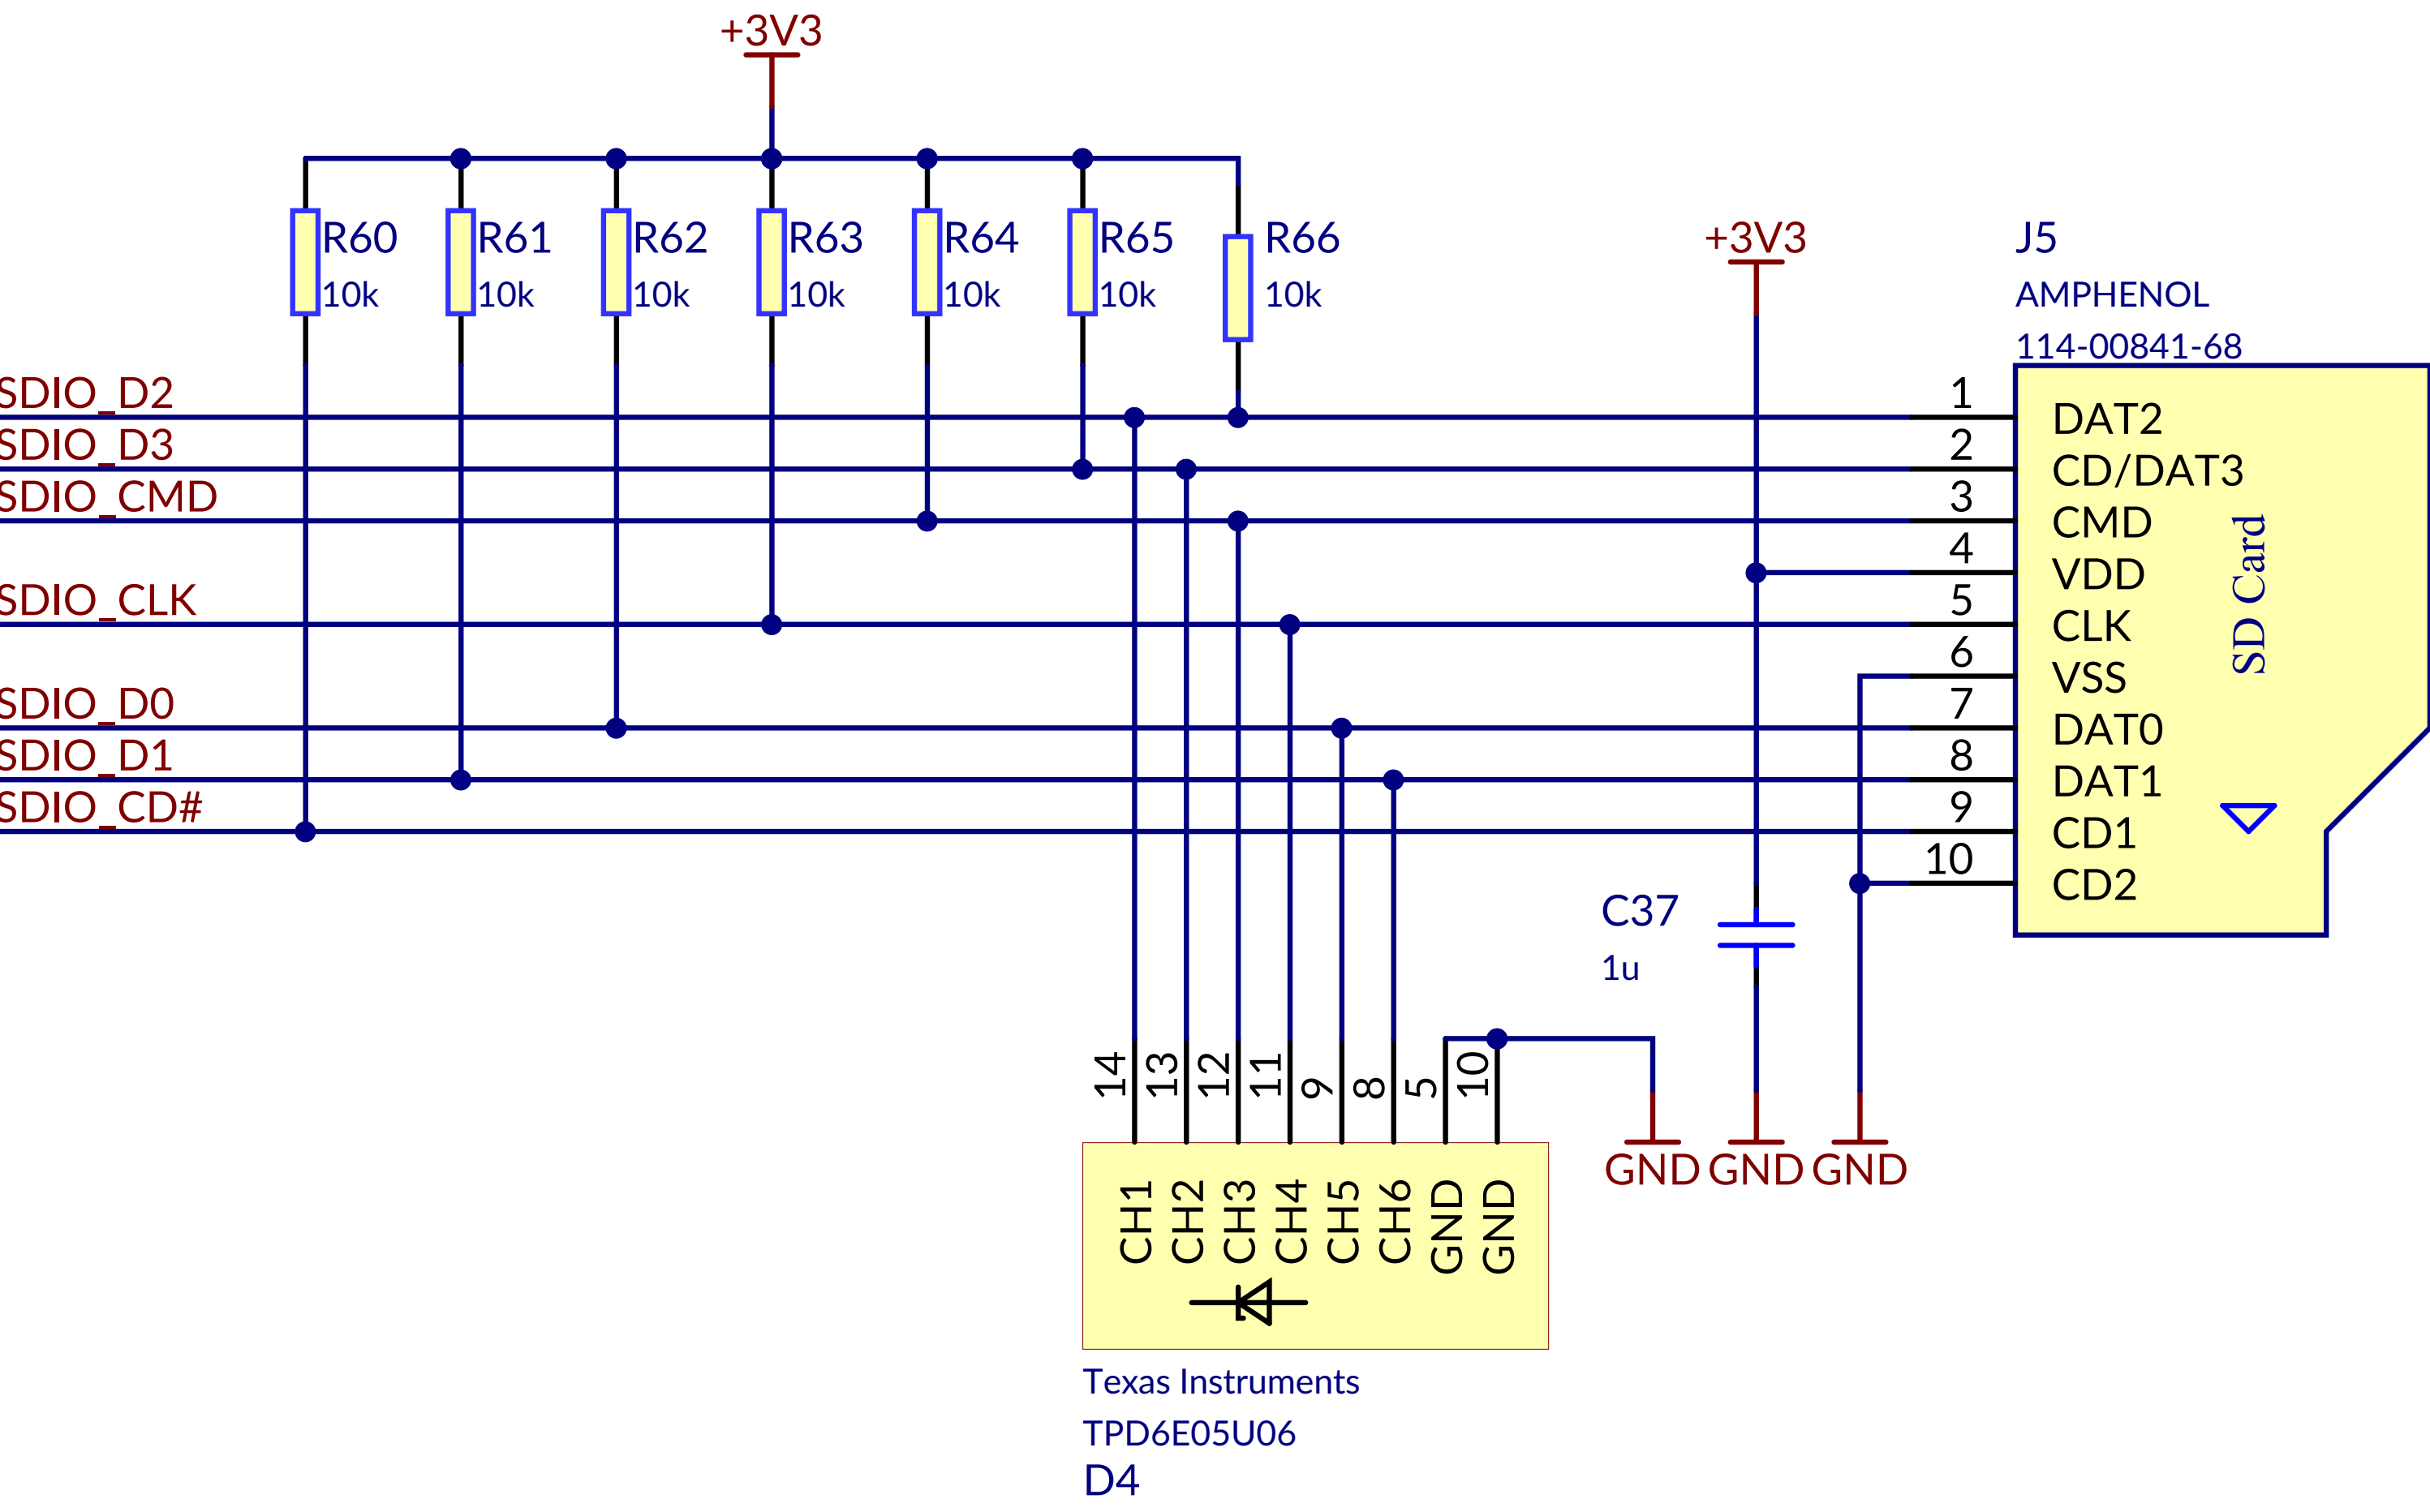 +3V3
R60
10k
R61
10k
R62
10k
R63
10k
R64
10k
R65
10k
R66
10k
+3V3
J5
AMPHENOL
114-00841-68
SDIO_D2
SDIO_D3
SDIO_CMD
SDIO_CLK
SDIO_D0
SDIO_D1
SDIO_CD#
1 DAT2
2 CD/DAT3
3 CMD
4 VDD
5 CLK
6 VSS
7 DAT0
8 DAT1
9 CD1
10 CD2
SD Card
C37
1u
14 CH1
13 CH2
12 CH3
11 CH4
9 CH5
8 CH6
5 GND
10 GND
GND GND GND
Texas Instruments
TPD6E05U06
D4